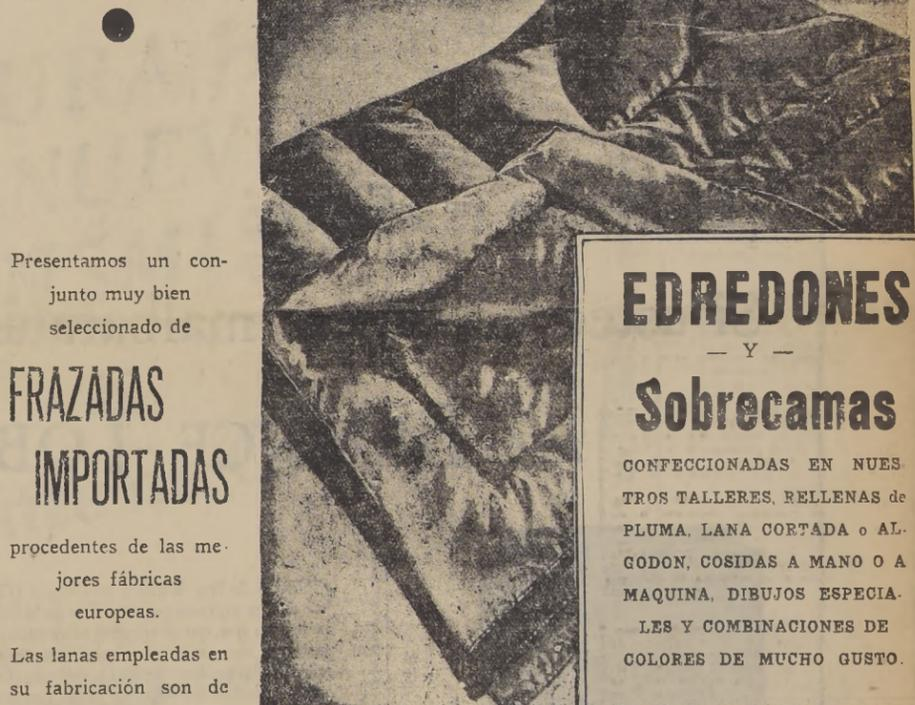 Presentamos un con-
junto muy bien
seleccionado de
FRAZADAS
IMPORTADAS
procedentes de las me-
jores fábricas
europeas.
Las lanas empleadas en
su fabricación son de
EDREDONES
— Y —
Sobrecamas
CONFECCIONADAS EN NUES
TROS TALLERES, RELLENAS de
PLUMA, LANA CORTADA o AL-
GODON, COSIDAS A MANO O A
MAQUINA, DIBUJOS ESPECIA-
LES Y COMBINACIONES DE
COLORES DE MUCHO GUSTO.